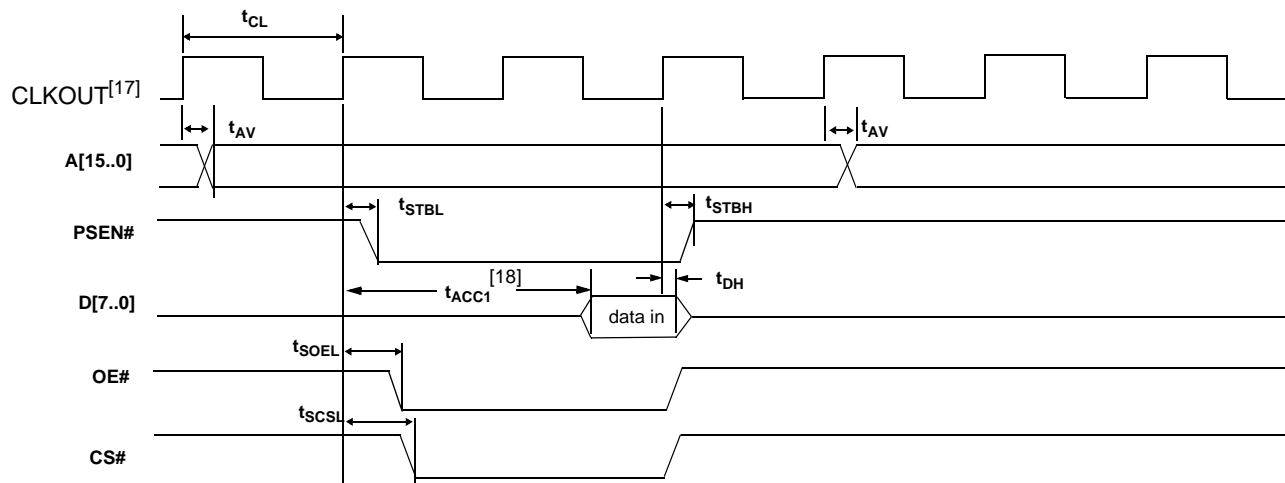 tCL
CLKOUT[17]
tAV
tAV
A[15..0]
tSTBL
tSTBH
PSEN#
[18]
tACC1
tDH
D[7..0]
data in
tSOEL
OE#
tSCSL
CS#